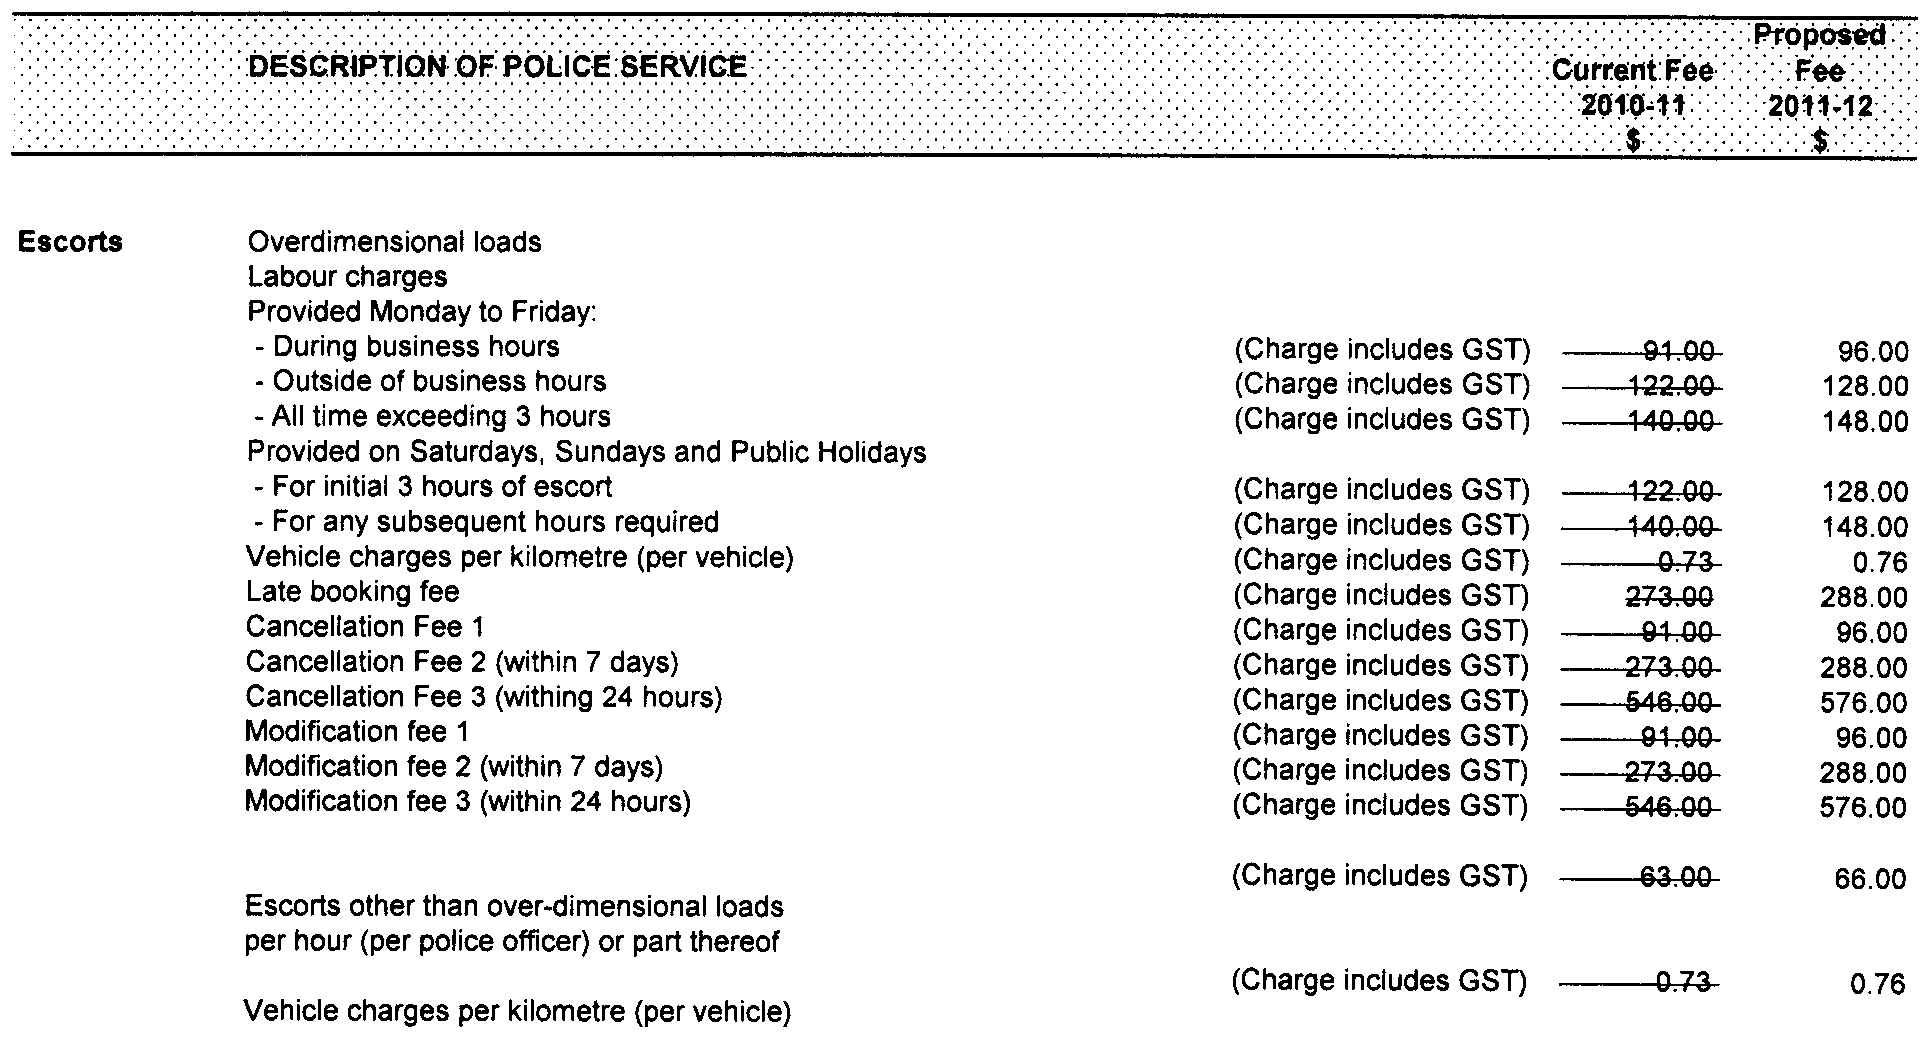 Proposed
DESCRIPTION OF POLICE SERVICE Current Fee Fee
2010-11 2011-12
$ $
Escorts Overdimensional loads
Labour charges
Provided Monday to Friday:
- During business hours (Charge includes GST) 91.00 96.00
- Outside of business hours (Charge includes GST) 122.00 128.00
- All time exceeding 3 hours (Charge includes GST) 140.00 148.00
Provided on Saturdays, Sundays and Public Holidays
- For initial 3 hours of escort (Charge includes GST) 122.00 128.00
- For any subsequent hours required (Charge includes GST) 140.00 148.00
Vehicle charges per kilometre (per vehicle) (Charge includes GST) 0.73 0.76
Late booking fee (Charge includes GST) 273.00 288.00
Cancellation Fee 1 (Charge includes GST) 91.00 96.00
Cancellation Fee 2 (within 7 days) (Charge includes GST) 273.00 288.00
Cancellation Fee 3 (withing 24 hours) (Charge includes GST) 546.00 576.00
Modification fee 1 (Charge includes GST) 91.00 96.00
Modification fee 2 (within 7 days) (Charge includes GST) 273.00 288.00
Modification fee 3 (within 24 hours) (Charge includes GST) 546.00 576.00
(Charge includes GST) 63.00 66.00
Escorts other than over-dimensional loads
per hour (per police officer) or part thereof
(Charge includes GST) 0.73 0.76
Vehicle charges per kilometre (per vehicle)